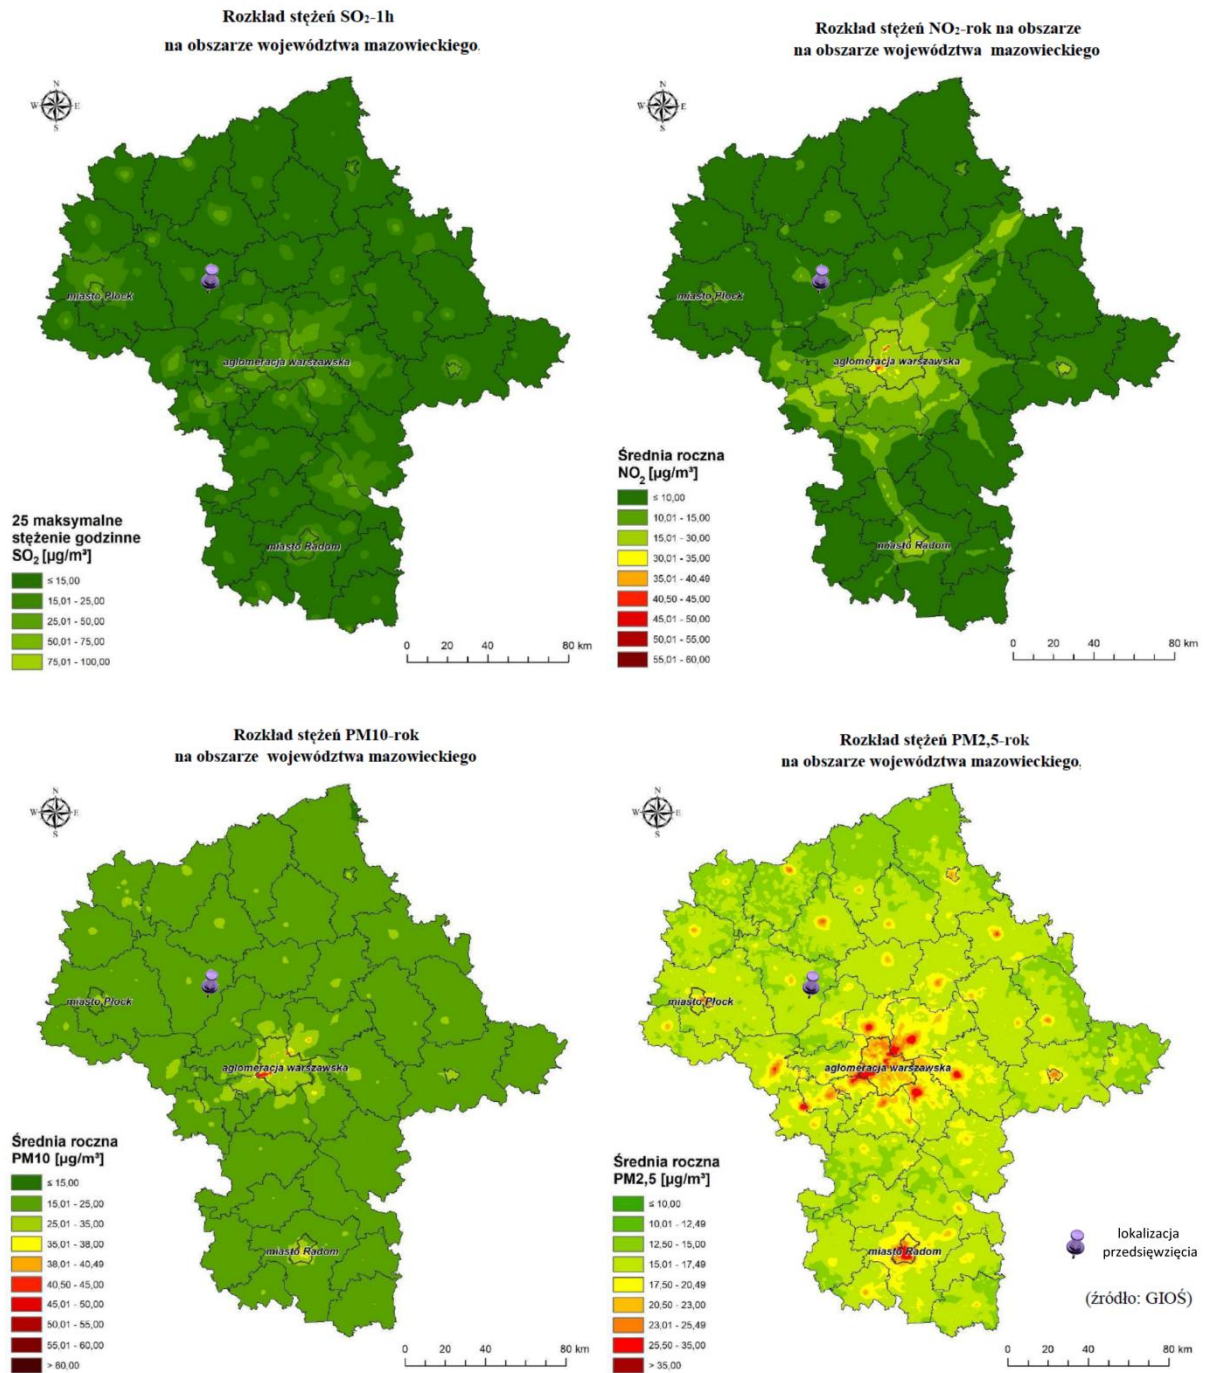 Rozkład stężeń SO₂-1h
na obszarze województwa mazowieckiego.
N
W E
S
miasto Płock
aglomeracja warszawska
miasto Radom
25 maksymalne
stężenie godzinne
SO₂ [µg/m³]
≤ 15,00
15,01 - 25,00
25,01 - 50,00
50,01 - 75,00
75,01 - 100,00
0 20 40 80 km
Rozkład stężeń NO₂-rok na obszarze
na obszarze województwa mazowieckiego
N
W E
S
miasto Płock
aglomeracja warszawska
miasto Radom
Średnia roczna
NO₂ [µg/m³]
≤ 10,00
10,01 - 15,00
15,01 - 30,00
30,01 - 35,00
35,01 - 40,49
40,50 - 45,00
45,01 - 50,00
50,01 - 55,00
55,01 - 60,00
0 20 40 80 km
Rozkład stężeń PM10-rok
na obszarze województwa mazowieckiego
N
W E
S
miasto Płock
aglomeracja warszawska
miasto Radom
Średnia roczna
PM10 [µg/m³]
≤ 15,00
15,01 - 25,00
25,01 - 35,00
35,01 - 38,00
38,01 - 40,49
40,50 - 45,00
45,01 - 50,00
50,01 - 55,00
55,01 - 60,00
> 60,00
0 20 40 80 km
Rozkład stężeń PM2,5-rok
na obszarze województwa mazowieckiego,
N
W E
S
miasto Płock
aglomeracja warszawska
miasto Radom
Średnia roczna
PM2,5 [µg/m³]
≤ 10,00
10,01 - 12,49
12,50 - 15,00
15,01 - 17,49
17,50 - 20,49
20,50 - 23,00
23,01 - 25,49
25,50 - 35,00
> 35,00
0 20 40 80 km
lokalizacja
przedsięwzięcia
(źródło: GIOŚ)